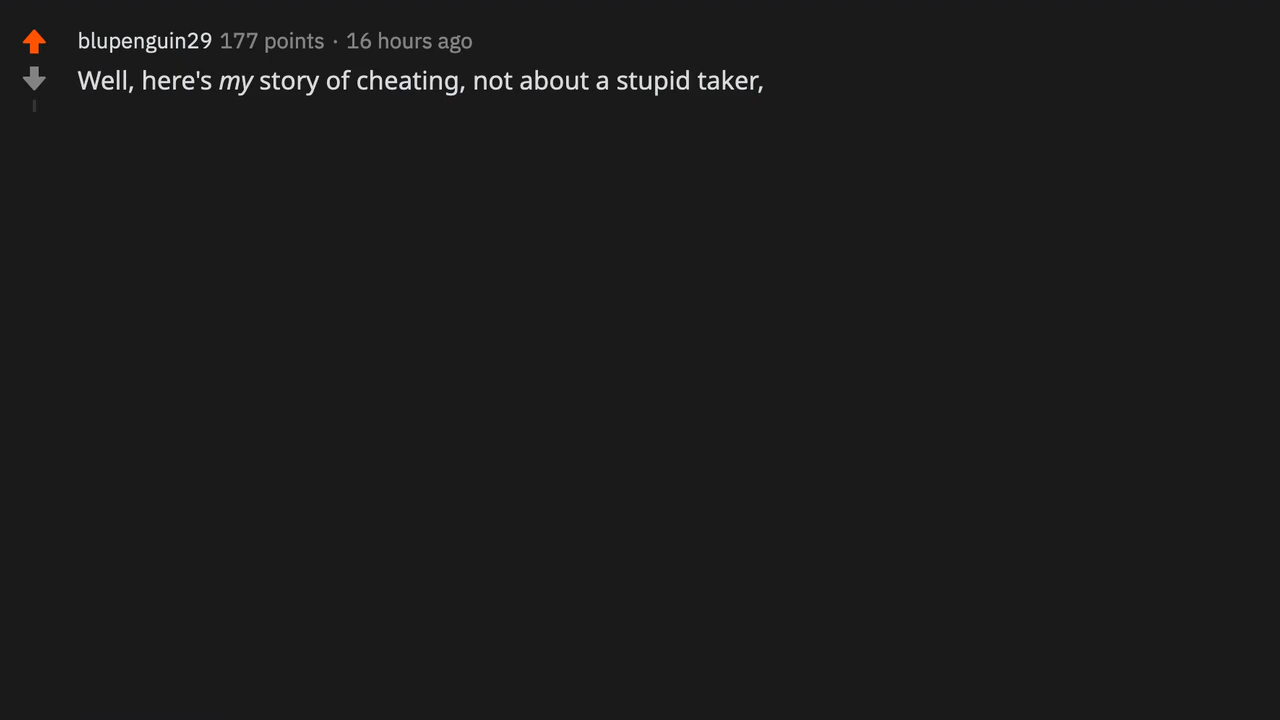 blupenguin29 177 points · 16 hours ago
Well, here's my story of cheating, not about a stupid taker,